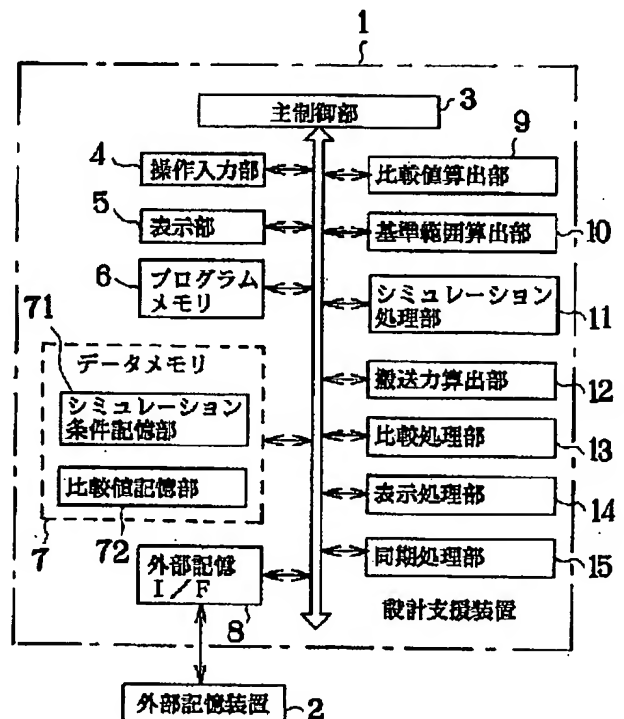 1
主制御部
3
4
操作入力部
9
比較値算出部
5
表示部
基準範囲算出部
10
6
プログラム
メモリ
シミュレーション
処理部
11
71
データメモリ
シミュレーション
条件記憶部
搬送力算出部
12
比較処理部
13
比較値記憶部
表示処理部
14
7
72
外部記憶
I/F
8
同期処理部
15
設計支援装置
外部記憶装置
2